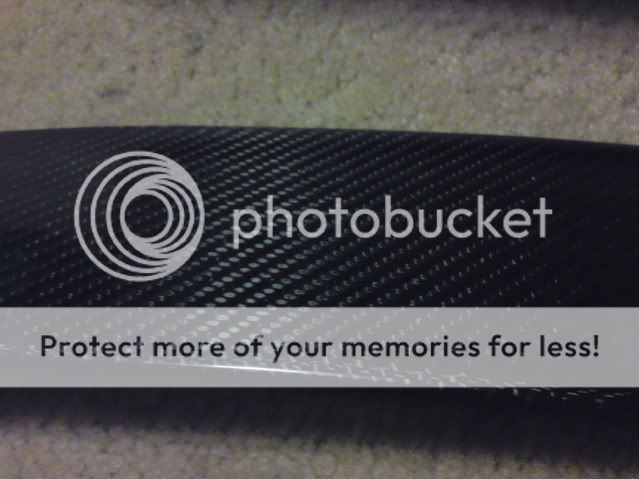 photobucket
Protect more of your memories for less!